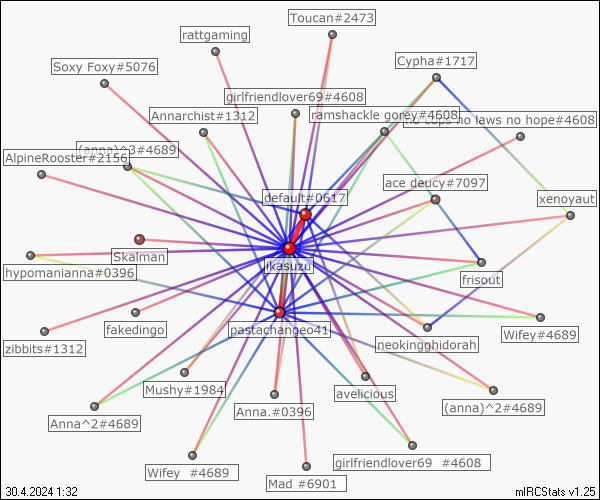 Toucan#2473
rattgaming
Cypha#1717
Soxy Foxy#5076
girlfriendlover69#4608
Annarchist#1312
ramshackle gorey#4608
no cops no laws no hope#4608
(anna)^3#4689
AlpineRooster#2156
ace deucy#7097
default#0617
xenoyaut
Skalman
jkasuzu
hypomanianna#0396
frisout
fakedingo
pastachangeo41
Wifey#4689
zibbits#1312
neokingghidorah
Mushy#1984
avelicious
Anna.#0396
(anna)^2#4689
Anna^2#4689
girlfriendlover69 #4608
Wifey #4689
Mad #6901
30.4.2024 1:32
mIRCStats v1.25